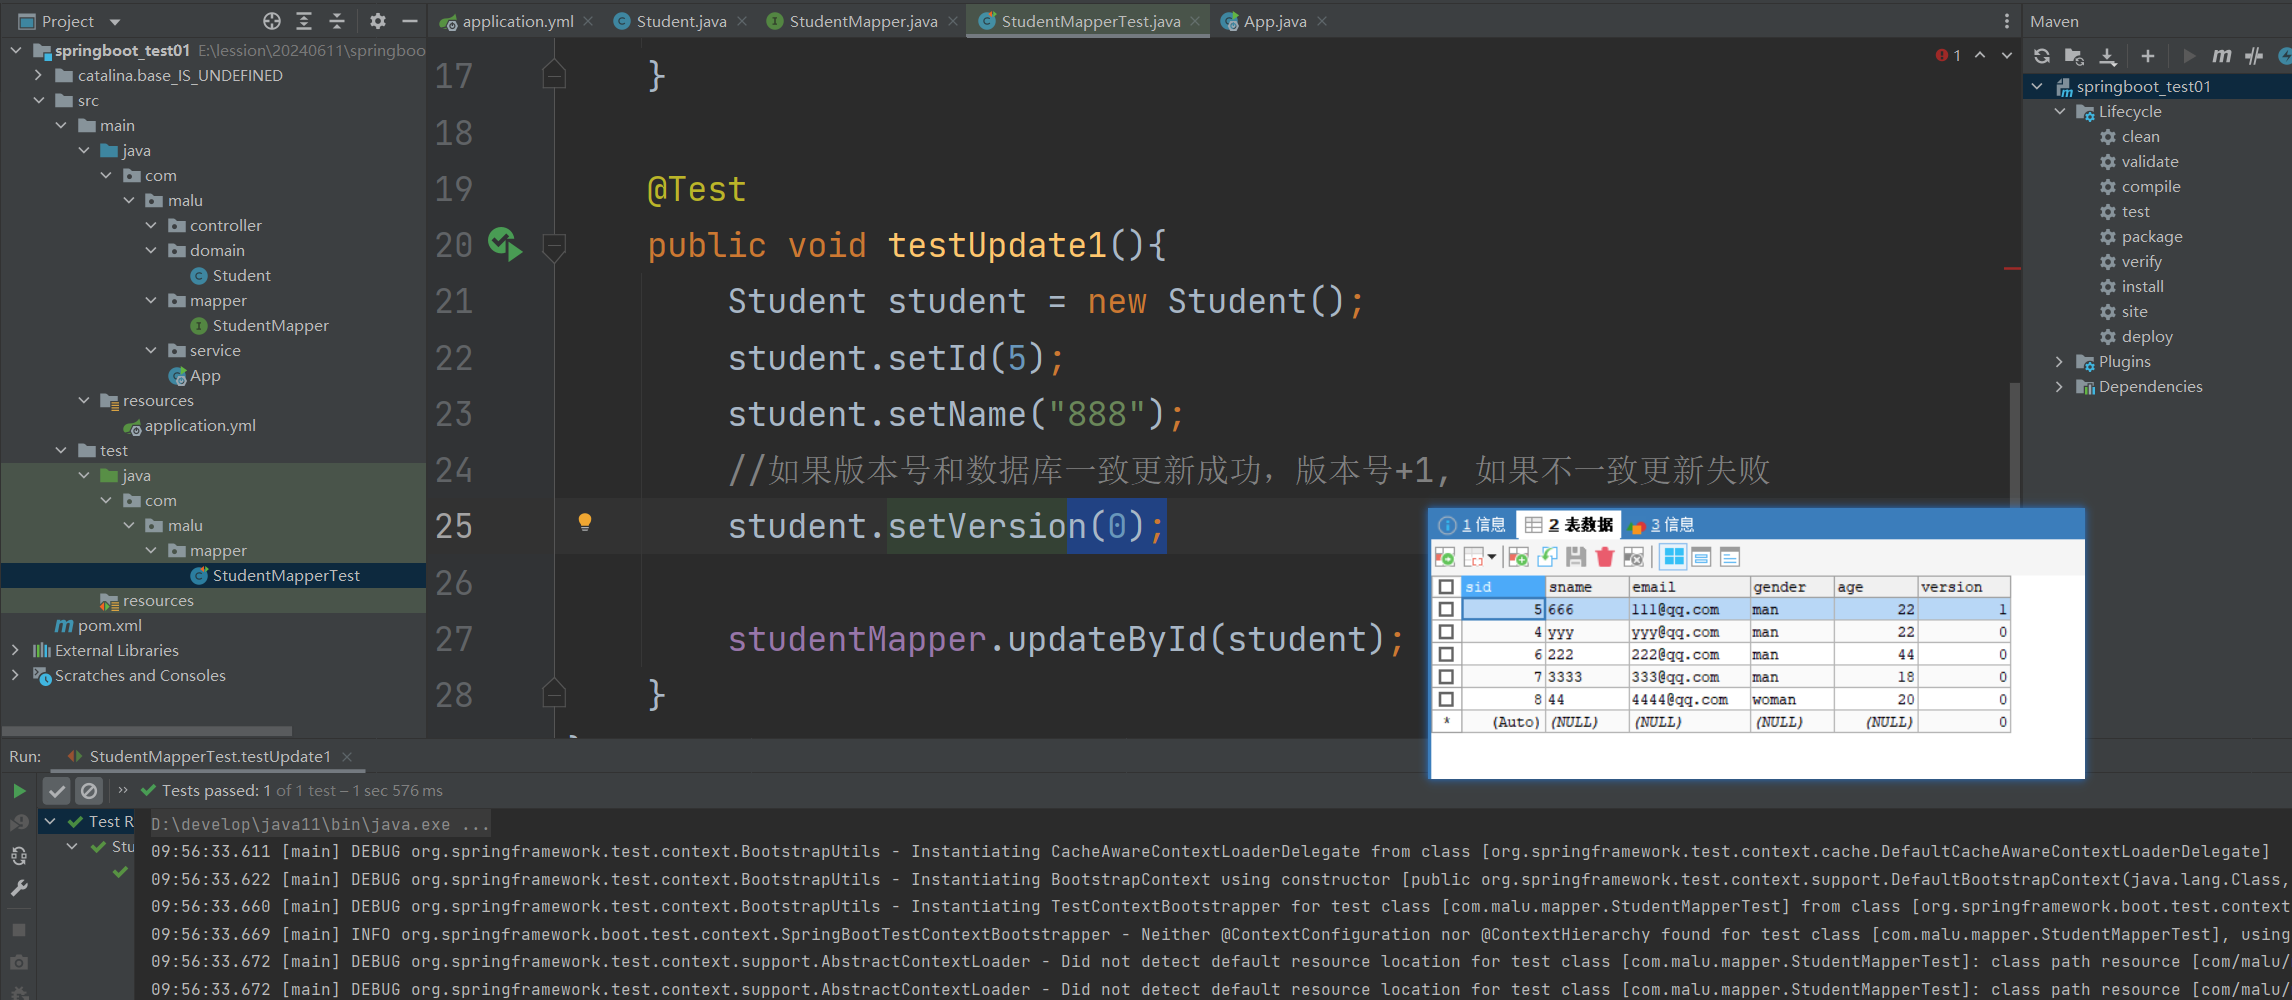 Project
springboot_test01 E:\lession\20240611\springboo
catalina.base_IS_UNDEFINED
src
main
java
com
malu
controller
domain
Student
mapper
StudentMapper
service
App
resources
application.yml
test
java
com
malu
mapper
StudentMapperTest
resources
pom.xml
External Libraries
Scratches and Consoles
application.yml Student.java StudentMapper.java StudentMapperTest.java App.java
1
17 }
18
19 @Test
20 public void testUpdate1(){
21 Student student = new Student();
22 student.setId(5);
23 student.setName("888");
24 //如果版本号和数据库一致更新成功，版本号+1, 如果不一致更新失败
25 student.setVersion(0);
26
27 studentMapper.updateById(student);
28 }
Maven
springboot_test01
Lifecycle
clean
validate
compile
test
package
verify
install
site
deploy
Plugins
Dependencies
1 信息 2 表数据 3 信息
sid sname email gender age version
5 666 111@qq.com man 22 1
4 yyy yyy@qq.com man 22 0
6 222 222@qq.com man 44 0
7 3333 333@qq.com man 18 0
8 44 4444@qq.com woman 20 0
* (Auto) (NULL) (NULL) (NULL) (NULL) 0
Run: StudentMapperTest.testUpdate1
Tests passed: 1 of 1 test – 1 sec 576 ms
Test R
Stu
D:\develop\java11\bin\java.exe ...
09:56:33.611 [main] DEBUG org.springframework.test.context.BootstrapUtils - Instantiating CacheAwareContextLoaderDelegate from class [org.springframework.test.context.cache.DefaultCacheAwareContextLoaderDelegate]
09:56:33.622 [main] DEBUG org.springframework.test.context.BootstrapUtils - Instantiating BootstrapContext using constructor [public org.springframework.test.context.support.DefaultBootstrapContext(java.lang.Class,
09:56:33.660 [main] DEBUG org.springframework.test.context.BootstrapUtils - Instantiating TestContextBootstrapper for test class [com.malu.mapper.StudentMapperTest] from class [org.springframework.boot.test.context
09:56:33.669 [main] INFO org.springframework.boot.test.context.SpringBootTestContextBootstrapper - Neither @ContextConfiguration nor @ContextHierarchy found for test class [com.malu.mapper.StudentMapperTest], using
09:56:33.672 [main] DEBUG org.springframework.test.context.support.AbstractContextLoader - Did not detect default resource location for test class [com.malu.mapper.StudentMapperTest]: class path resource [com/malu/
09:56:33.672 [main] DEBUG org.springframework.test.context.support.AbstractContextLoader - Did not detect default resource location for test class [com.malu.mapper.StudentMapperTest]: class path resource [com/malu/